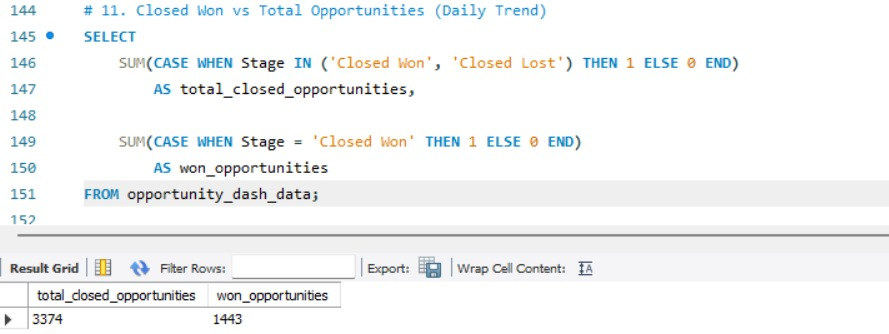 144 # 11. Closed Won vs Total Opportunities (Daily Trend)
145 SELECT
146 SUM(CASE WHEN Stage IN ('Closed Won', 'Closed Lost') THEN 1 ELSE 0 END)
147 AS total_closed_opportunities,
148
149 SUM(CASE WHEN Stage = 'Closed Won' THEN 1 ELSE 0 END)
150 AS won_opportunities
151 FROM opportunity_dash_data;
152
Result Grid Filter Rows: Export: Wrap Cell Content: IA
total_closed_opportunities won_opportunities
3374 1443